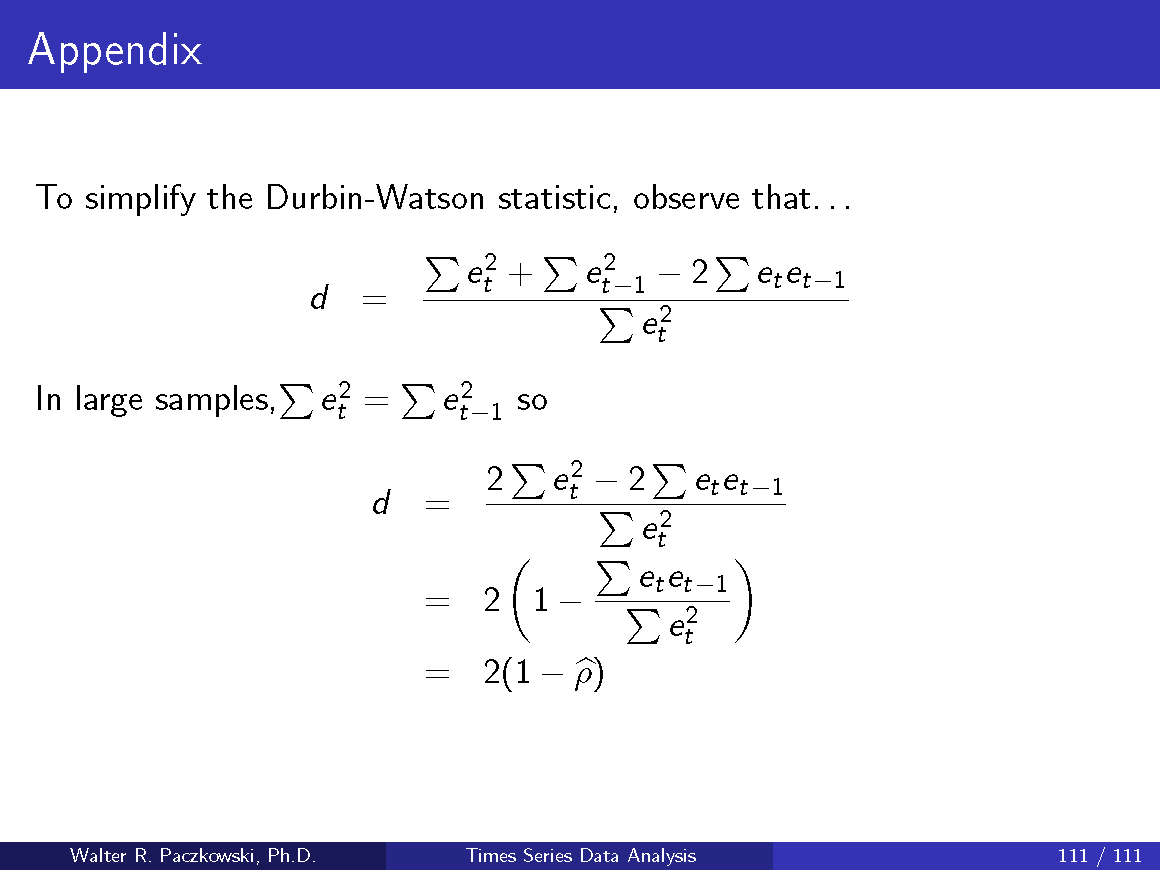 Appendix
To simplify the Durbin-Watson statistic, observe that. . .
d = \frac{\sum e_t^2 + \sum e_{t-1}^2 - 2 \sum e_t e_{t-1}}{\sum e_t^2}
In large samples, \sum e_t^2 = \sum e_{t-1}^2 so
d = \frac{2 \sum e_t^2 - 2 \sum e_t e_{t-1}}{\sum e_t^2}
= 2 \left( 1 - \frac{\sum e_t e_{t-1}}{\sum e_t^2} \right)
= 2(1 - \widehat{\rho})
Walter R. Paczkowski, Ph.D. Times Series Data Analysis 111 / 111